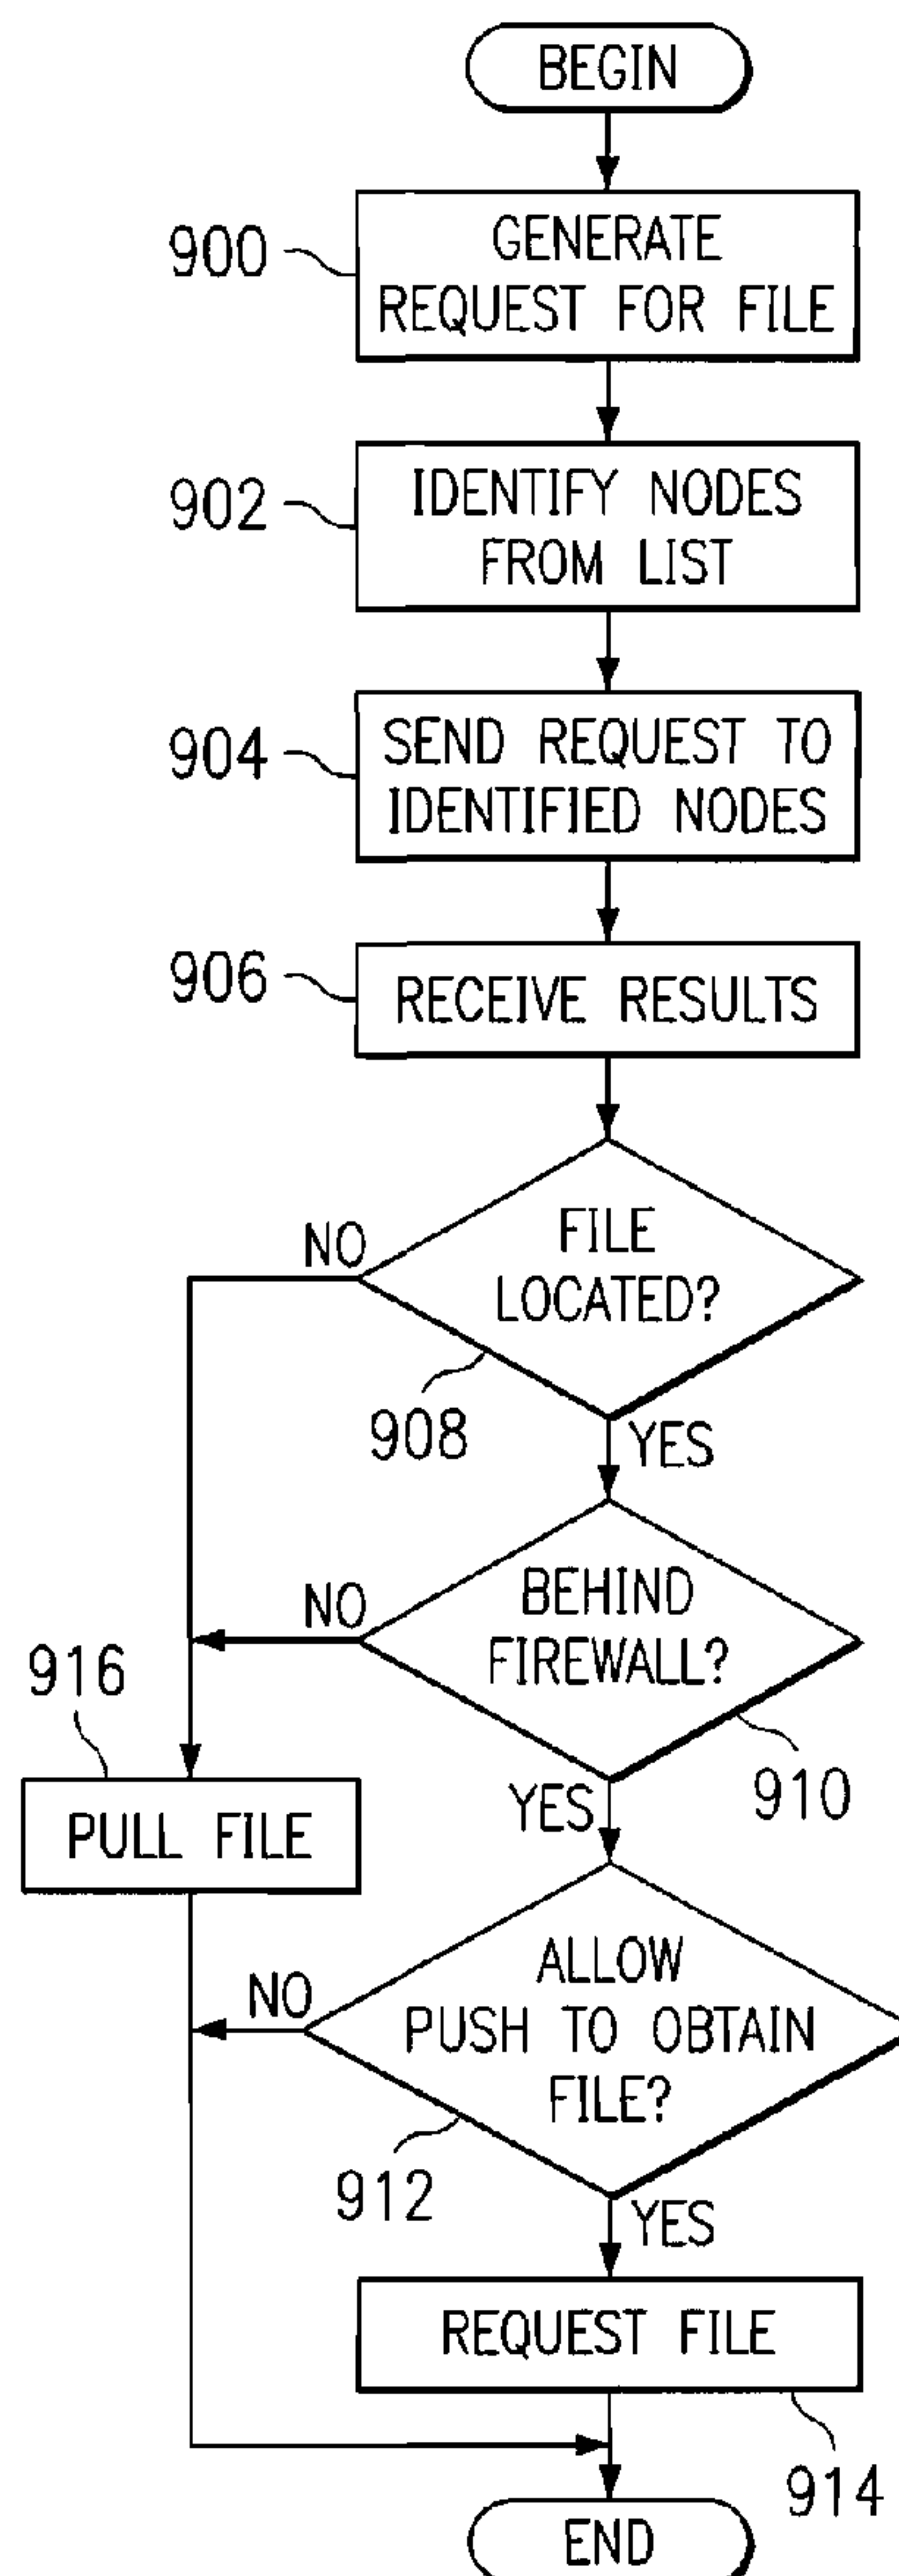 BEGIN
900
GENERATE
REQUEST FOR FILE
902
IDENTIFY NODES
FROM LIST
904
SEND REQUEST TO
IDENTIFIED NODES
906
RECEIVE RESULTS
NO
FILE
LOCATED?
908
YES
NO
BEHIND
FIREWALL?
916
910
YES
PULL FILE
NO
ALLOW
PUSH TO OBTAIN
FILE?
912
YES
REQUEST FILE
914
END